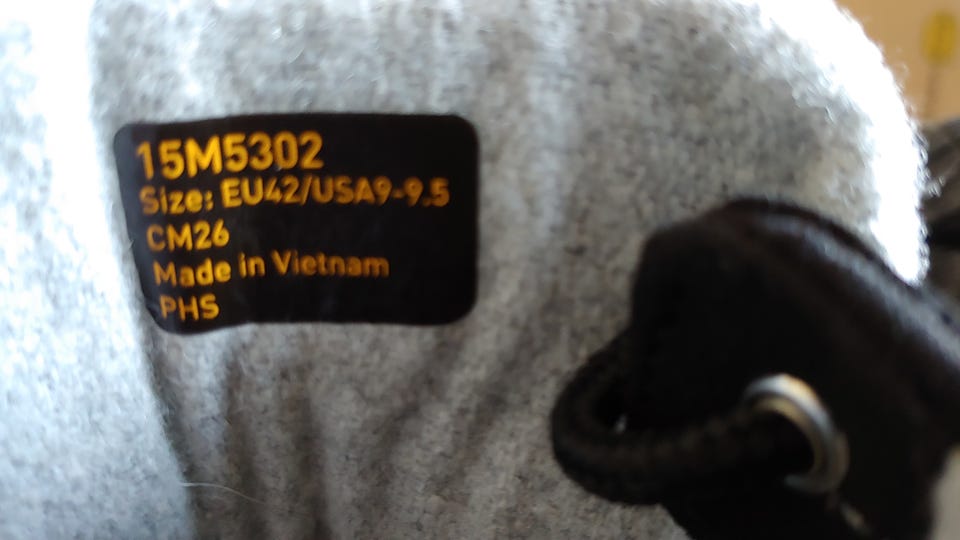 15M5302
Size: EU42/USA9-9.5
CM26
Made in Vietnam
PHS